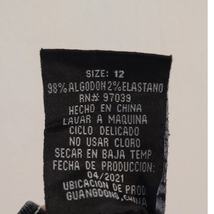 SIZE: 12
98% ALGODOH 2% ELASTANO
RN# 97039
HECHO EN CHINA
LAVAR A MAQUINA
CICLO DELICADO
NO USAR CLORO
SECAR EN BAJA TEMP
FECHA DE PRODUCCION:
04/2021
UBICACION DE PROD
GUANGDONG, CHINA